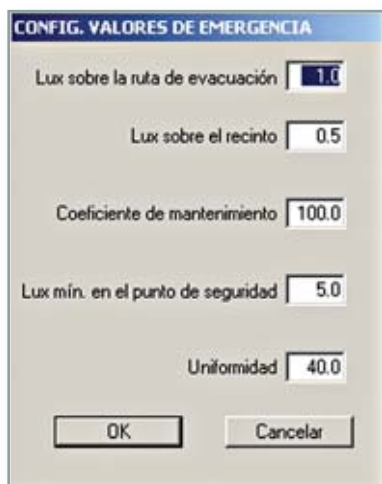 CONFIG. VALORES DE EMERGENCIA
Lux sobre la ruta de evacuación 1.0
Lux sobre el recinto 0.5
Coeficiente de mantenimiento 100.0
Lux mín. en el punto de seguridad 5.0
Uniformidad 40.0
OK Cancelar